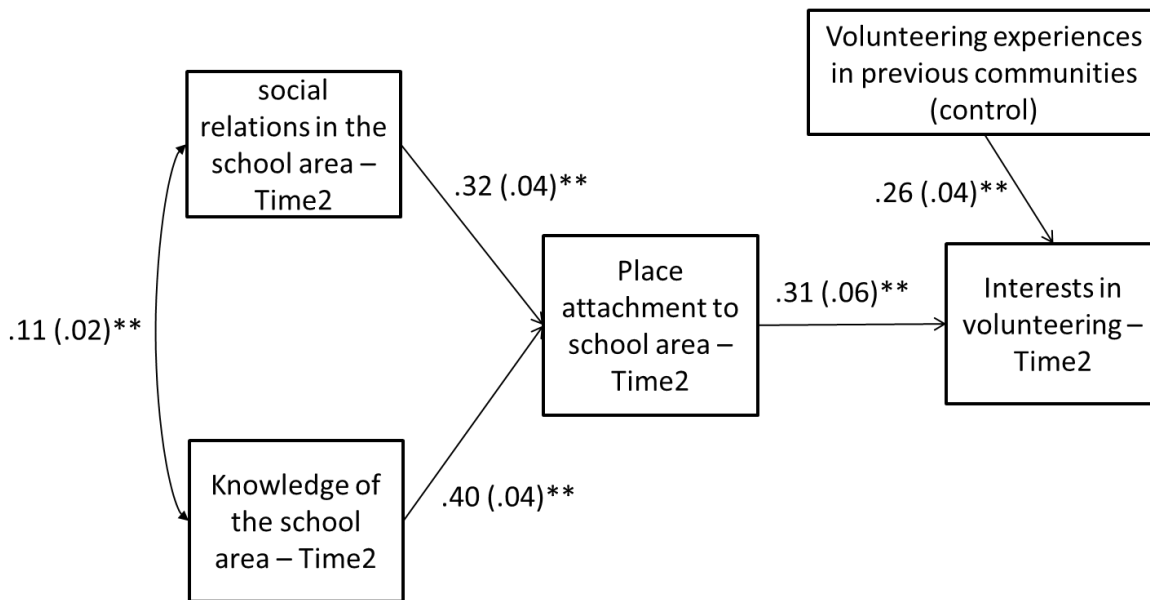 Volunteering experiences
in previous communities
(control)
social
relations in the
school area –
Time2
.32 (.04)**
.26 (.04)**
Place
attachment to
school area –
Time2
.31 (.06)**
Interests in
volunteering –
Time2
.11 (.02)**
Knowledge of
the school
area – Time2
.40 (.04)**